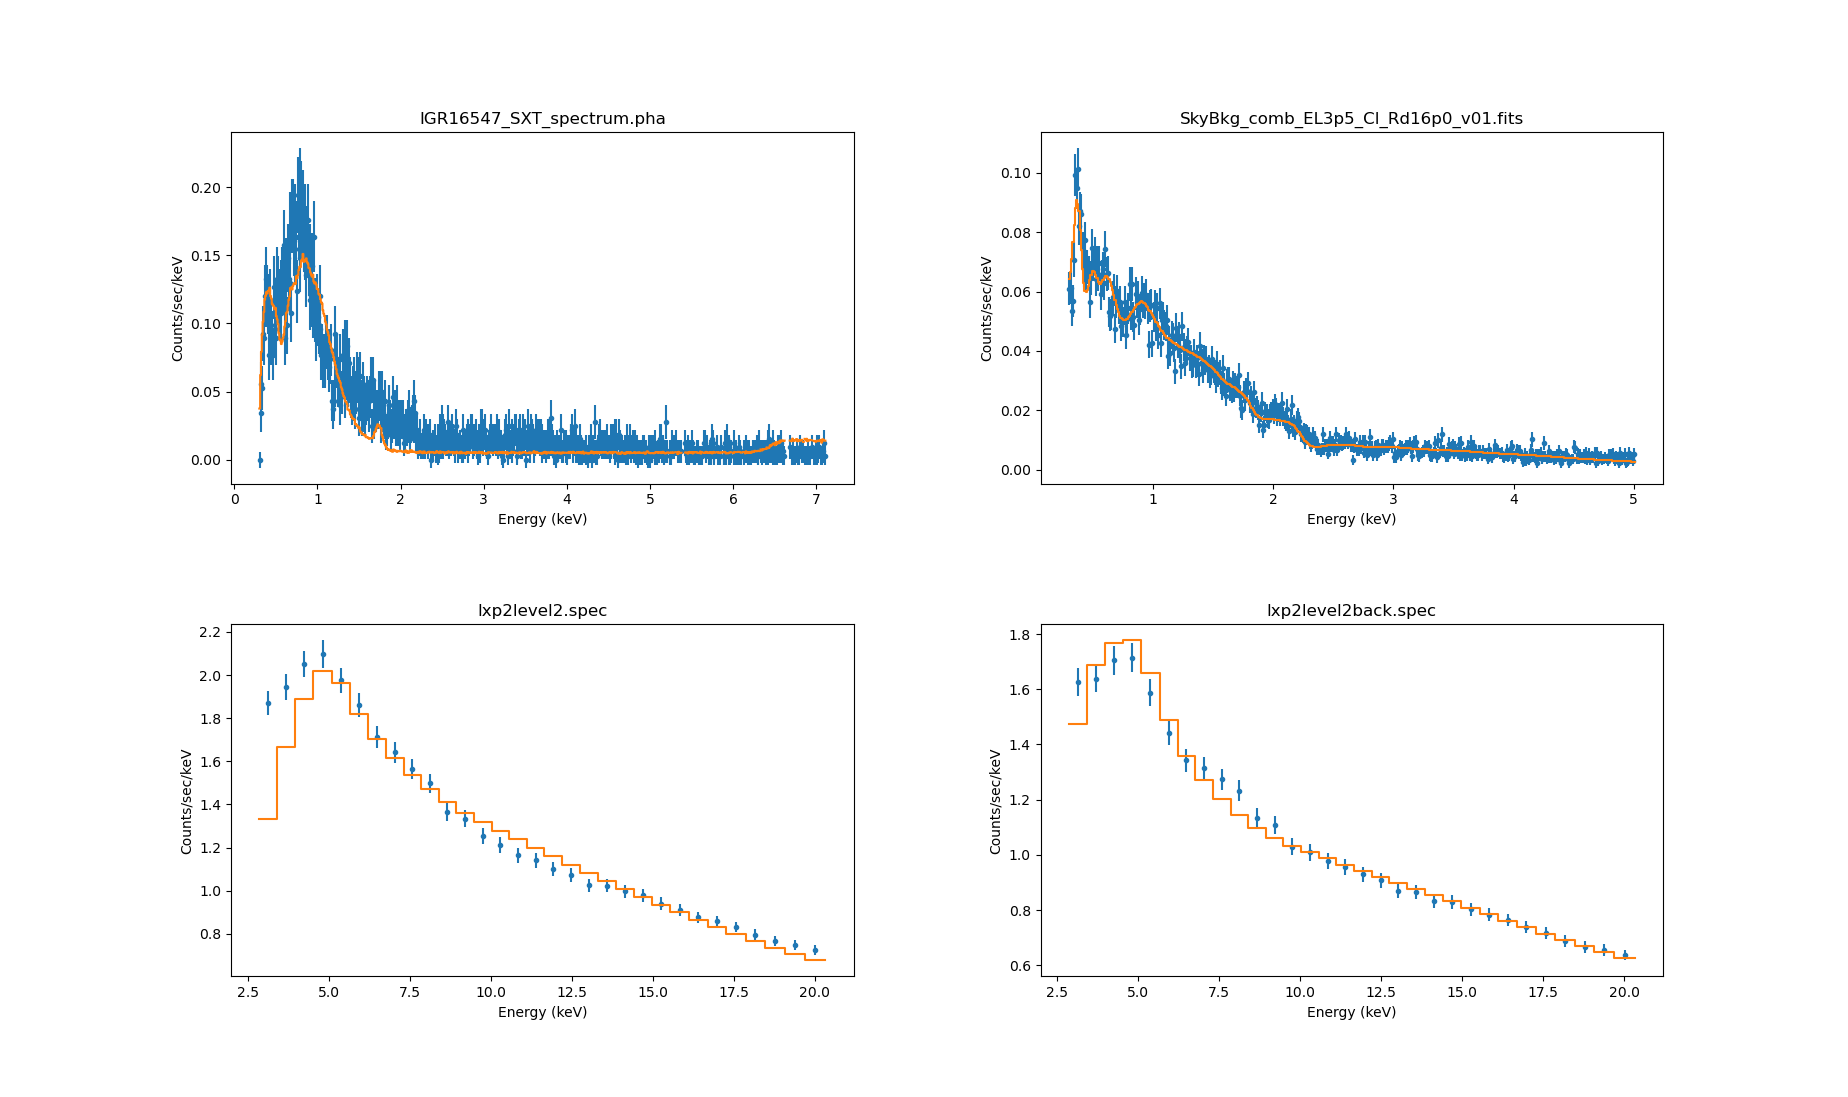 IGR16547_SXT_spectrum.pha
Counts/sec/keV
0.20
0.15
0.10
0.05
0.00
0 1 2 3 4 5 6 7
Energy (keV)
SkyBkg_comb_EL3p5_Cl_Rd16p0_v01.fits
Counts/sec/keV
0.10
0.08
0.06
0.04
0.02
0.00
1 2 3 4 5
Energy (keV)
lxp2level2.spec
Counts/sec/keV
2.2
2.0
1.8
1.6
1.4
1.2
1.0
0.8
2.5 5.0 7.5 10.0 12.5 15.0 17.5 20.0
Energy (keV)
lxp2level2back.spec
Counts/sec/keV
1.8
1.6
1.4
1.2
1.0
0.8
0.6
2.5 5.0 7.5 10.0 12.5 15.0 17.5 20.0
Energy (keV)